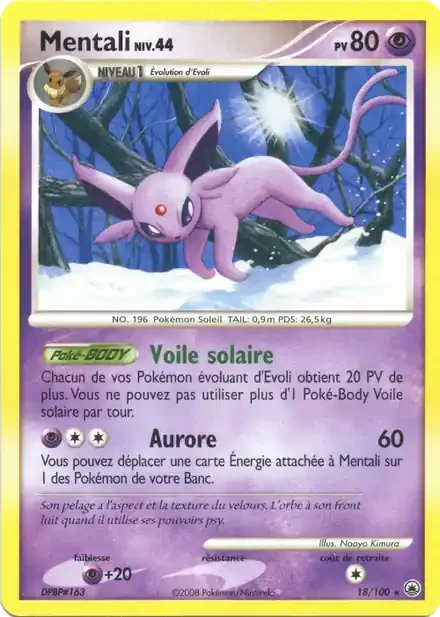 Mentali NIV.44 PV 80
NIVEAU 1 Évolution d'Evoli
NO. 196 Pokémon Soleil TAIL: 0,9m PDS: 26,5kg
Poké-BODY Voile solaire
Chacun de vos Pokémon évoluant d'Evoli obtient 20 PV de
plus. Vous ne pouvez pas utiliser plus d'1 Poké-Body Voile
solaire par tour.
Aurore 60
Vous pouvez déplacer une carte Énergie attachée à Mentali sur
1 des Pokémon de votre Banc.
Son pelage a l'aspect et la texture du velours. L'orbe à son front
luit quand il utilise ses pouvoirs psy.
Illus. Naoyo Kimura
faiblesse résistance coût de retraite
+20
DPBP#163 ©2008 Pokémon/Nintendo 18/100 ★